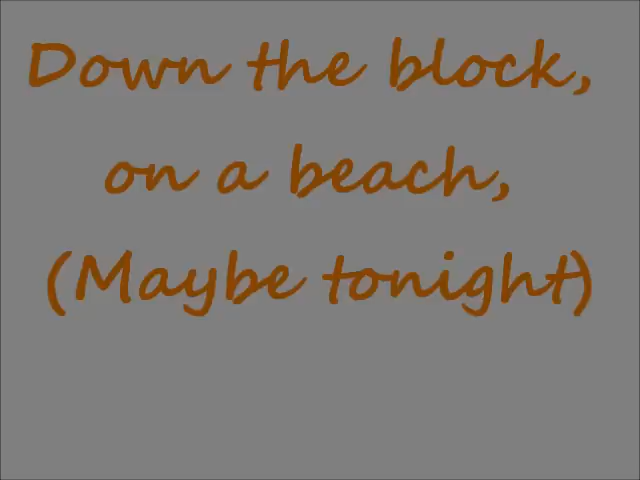 Down the block,
on a beach,
(Maybe tonight)